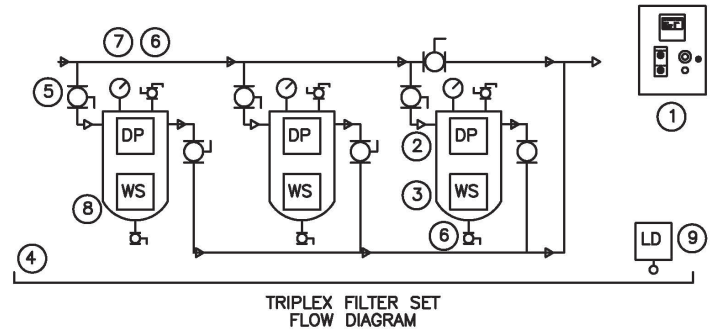 7 6
5
1
DP DP 2 DP
WS WS 3 WS
8
6
LD 9
4
TRIPLEX FILTER SET
FLOW DIAGRAM